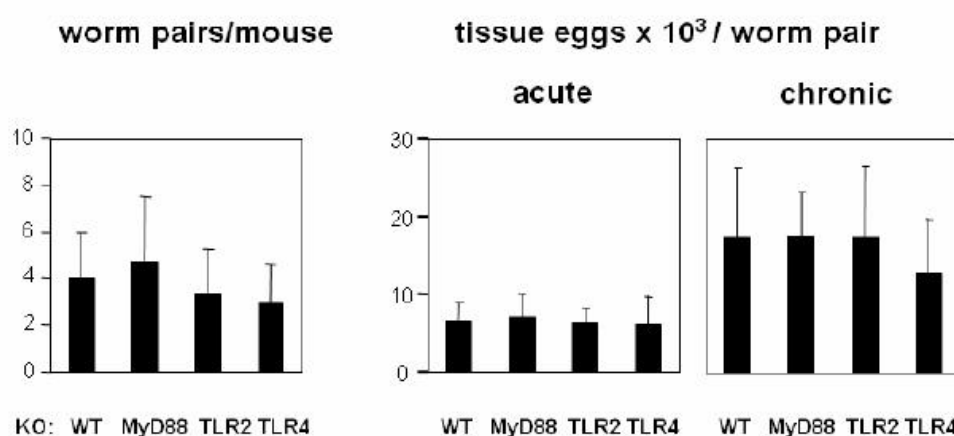 worm pairs/mouse
tissue eggs x 10³ / worm pair
acute
chronic
10
8
6
4
2
0
30
20
10
0
KO: WT MyD88 TLR2 TLR4
WT MyD88 TLR2 TLR4
WT MyD88 TLR2 TLR4